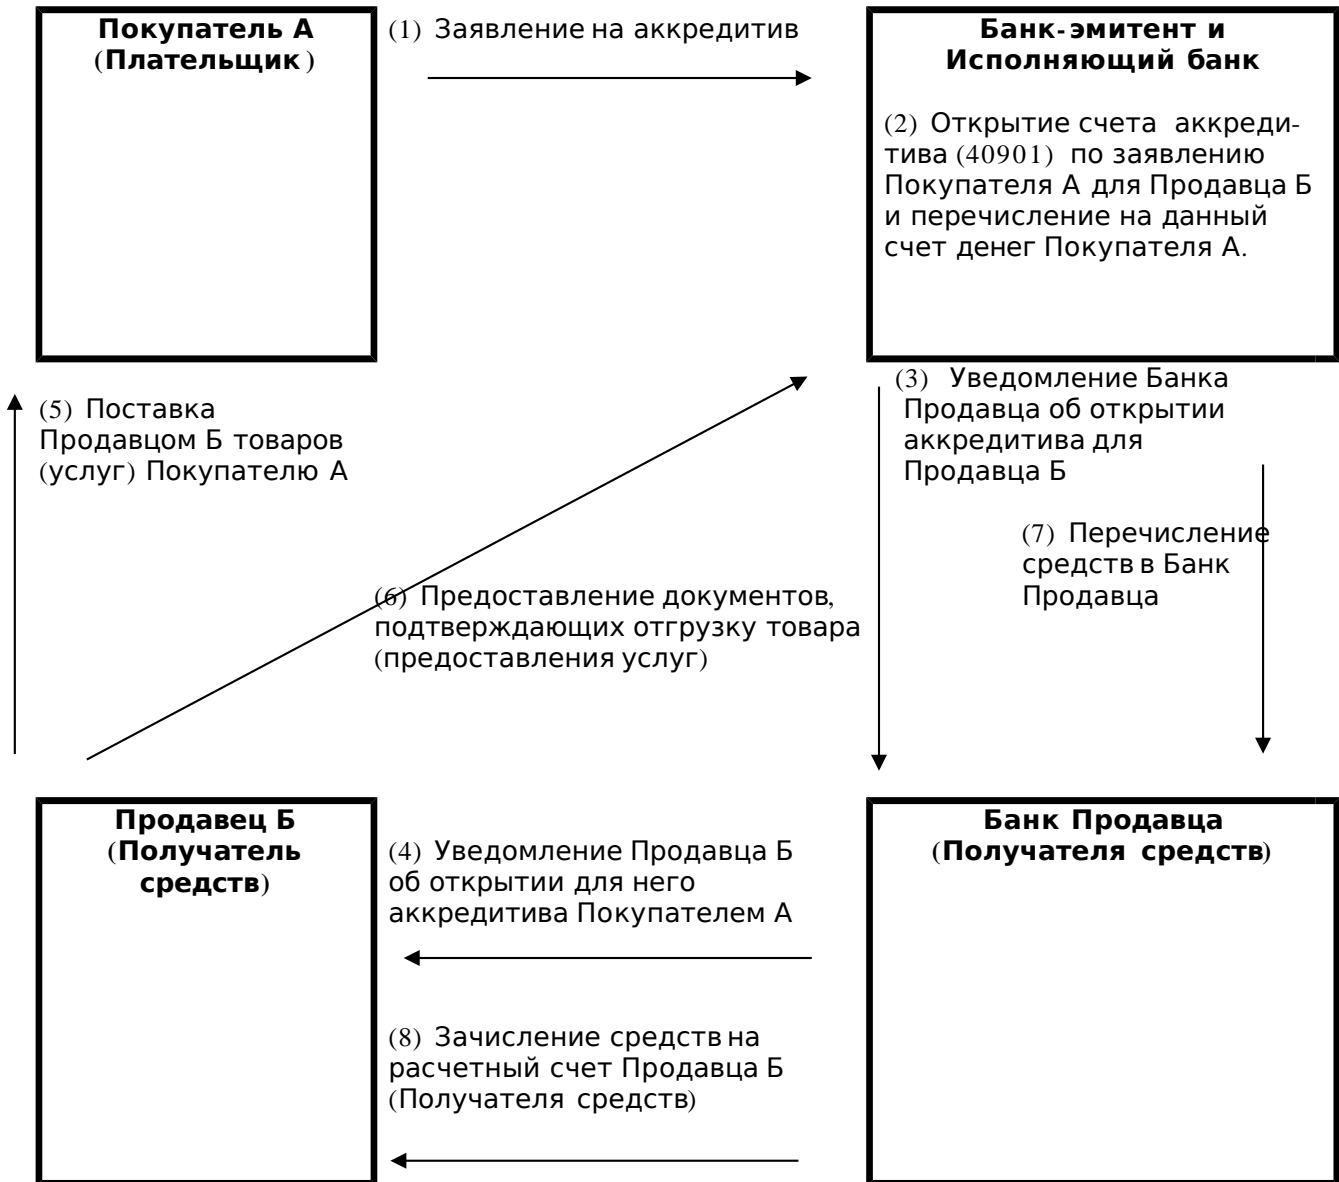 Покупатель А
(Плательщик)
(1) Заявление на аккредитив
Банк-эмитент и
Исполняющий банк
(2) Открытие счета аккреди-
тива (40901) по заявлению
Покупателя А для Продавца Б
и перечисление на данный
счет денег Покупателя А.
(5) Поставка
Продавцом Б товаров
(услуг) Покупателю А
(3) Уведомление Банка
Продавца об открытии
аккредитива для
Продавца Б
(7) Перечисление
средств в Банк
Продавца
(6) Предоставление документов,
подтверждающих отгрузку товара
(предоставления услуг)
Продавец Б
(Получатель
средств)
(4) Уведомление Продавца Б
об открытии для него
аккредитива Покупателем А
(8) Зачисление средств на
расчетный счет Продавца Б
(Получателя средств)
Банк Продавца
(Получателя средств)